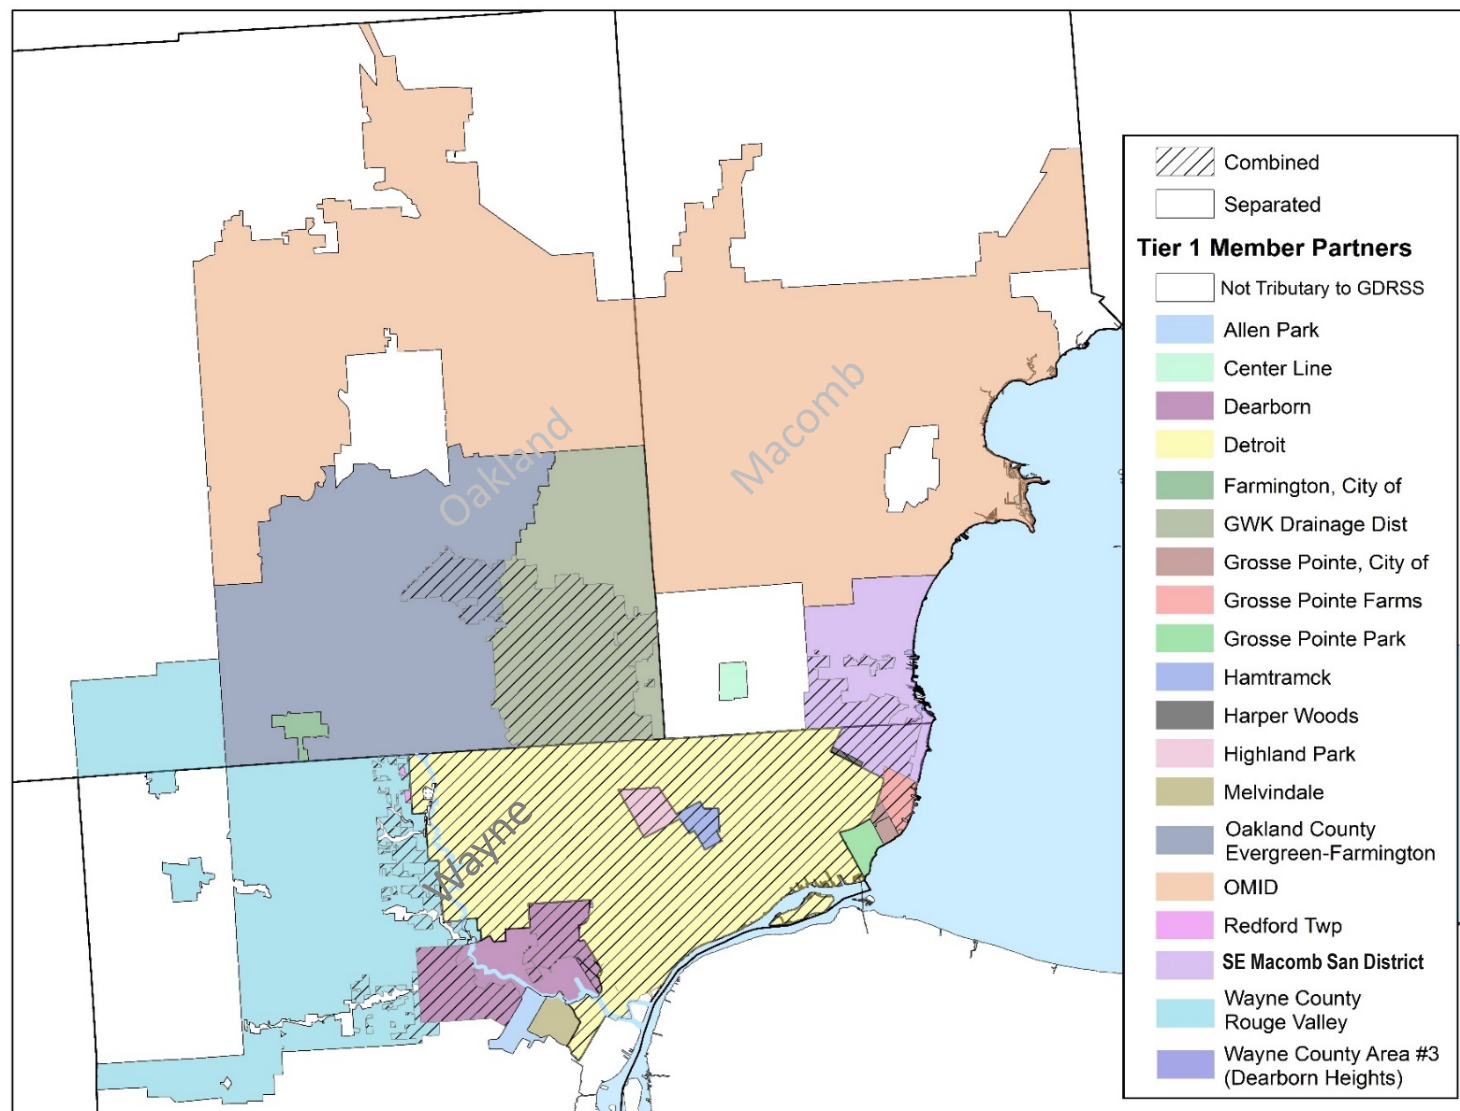 Oakland
Macomb
Wayne
Combined
Separated
Tier 1 Member Partners
Not Tributary to GDRSS
Allen Park
Center Line
Dearborn
Detroit
Farmington, City of
GWK Drainage Dist
Grosse Pointe, City of
Grosse Pointe Farms
Grosse Pointe Park
Hamtramck
Harper Woods
Highland Park
Melvindale
Oakland County
Evergreen-Farmington
OMID
Redford Twp
SE Macomb San District
Wayne County
Rouge Valley
Wayne County Area #3
(Dearborn Heights)